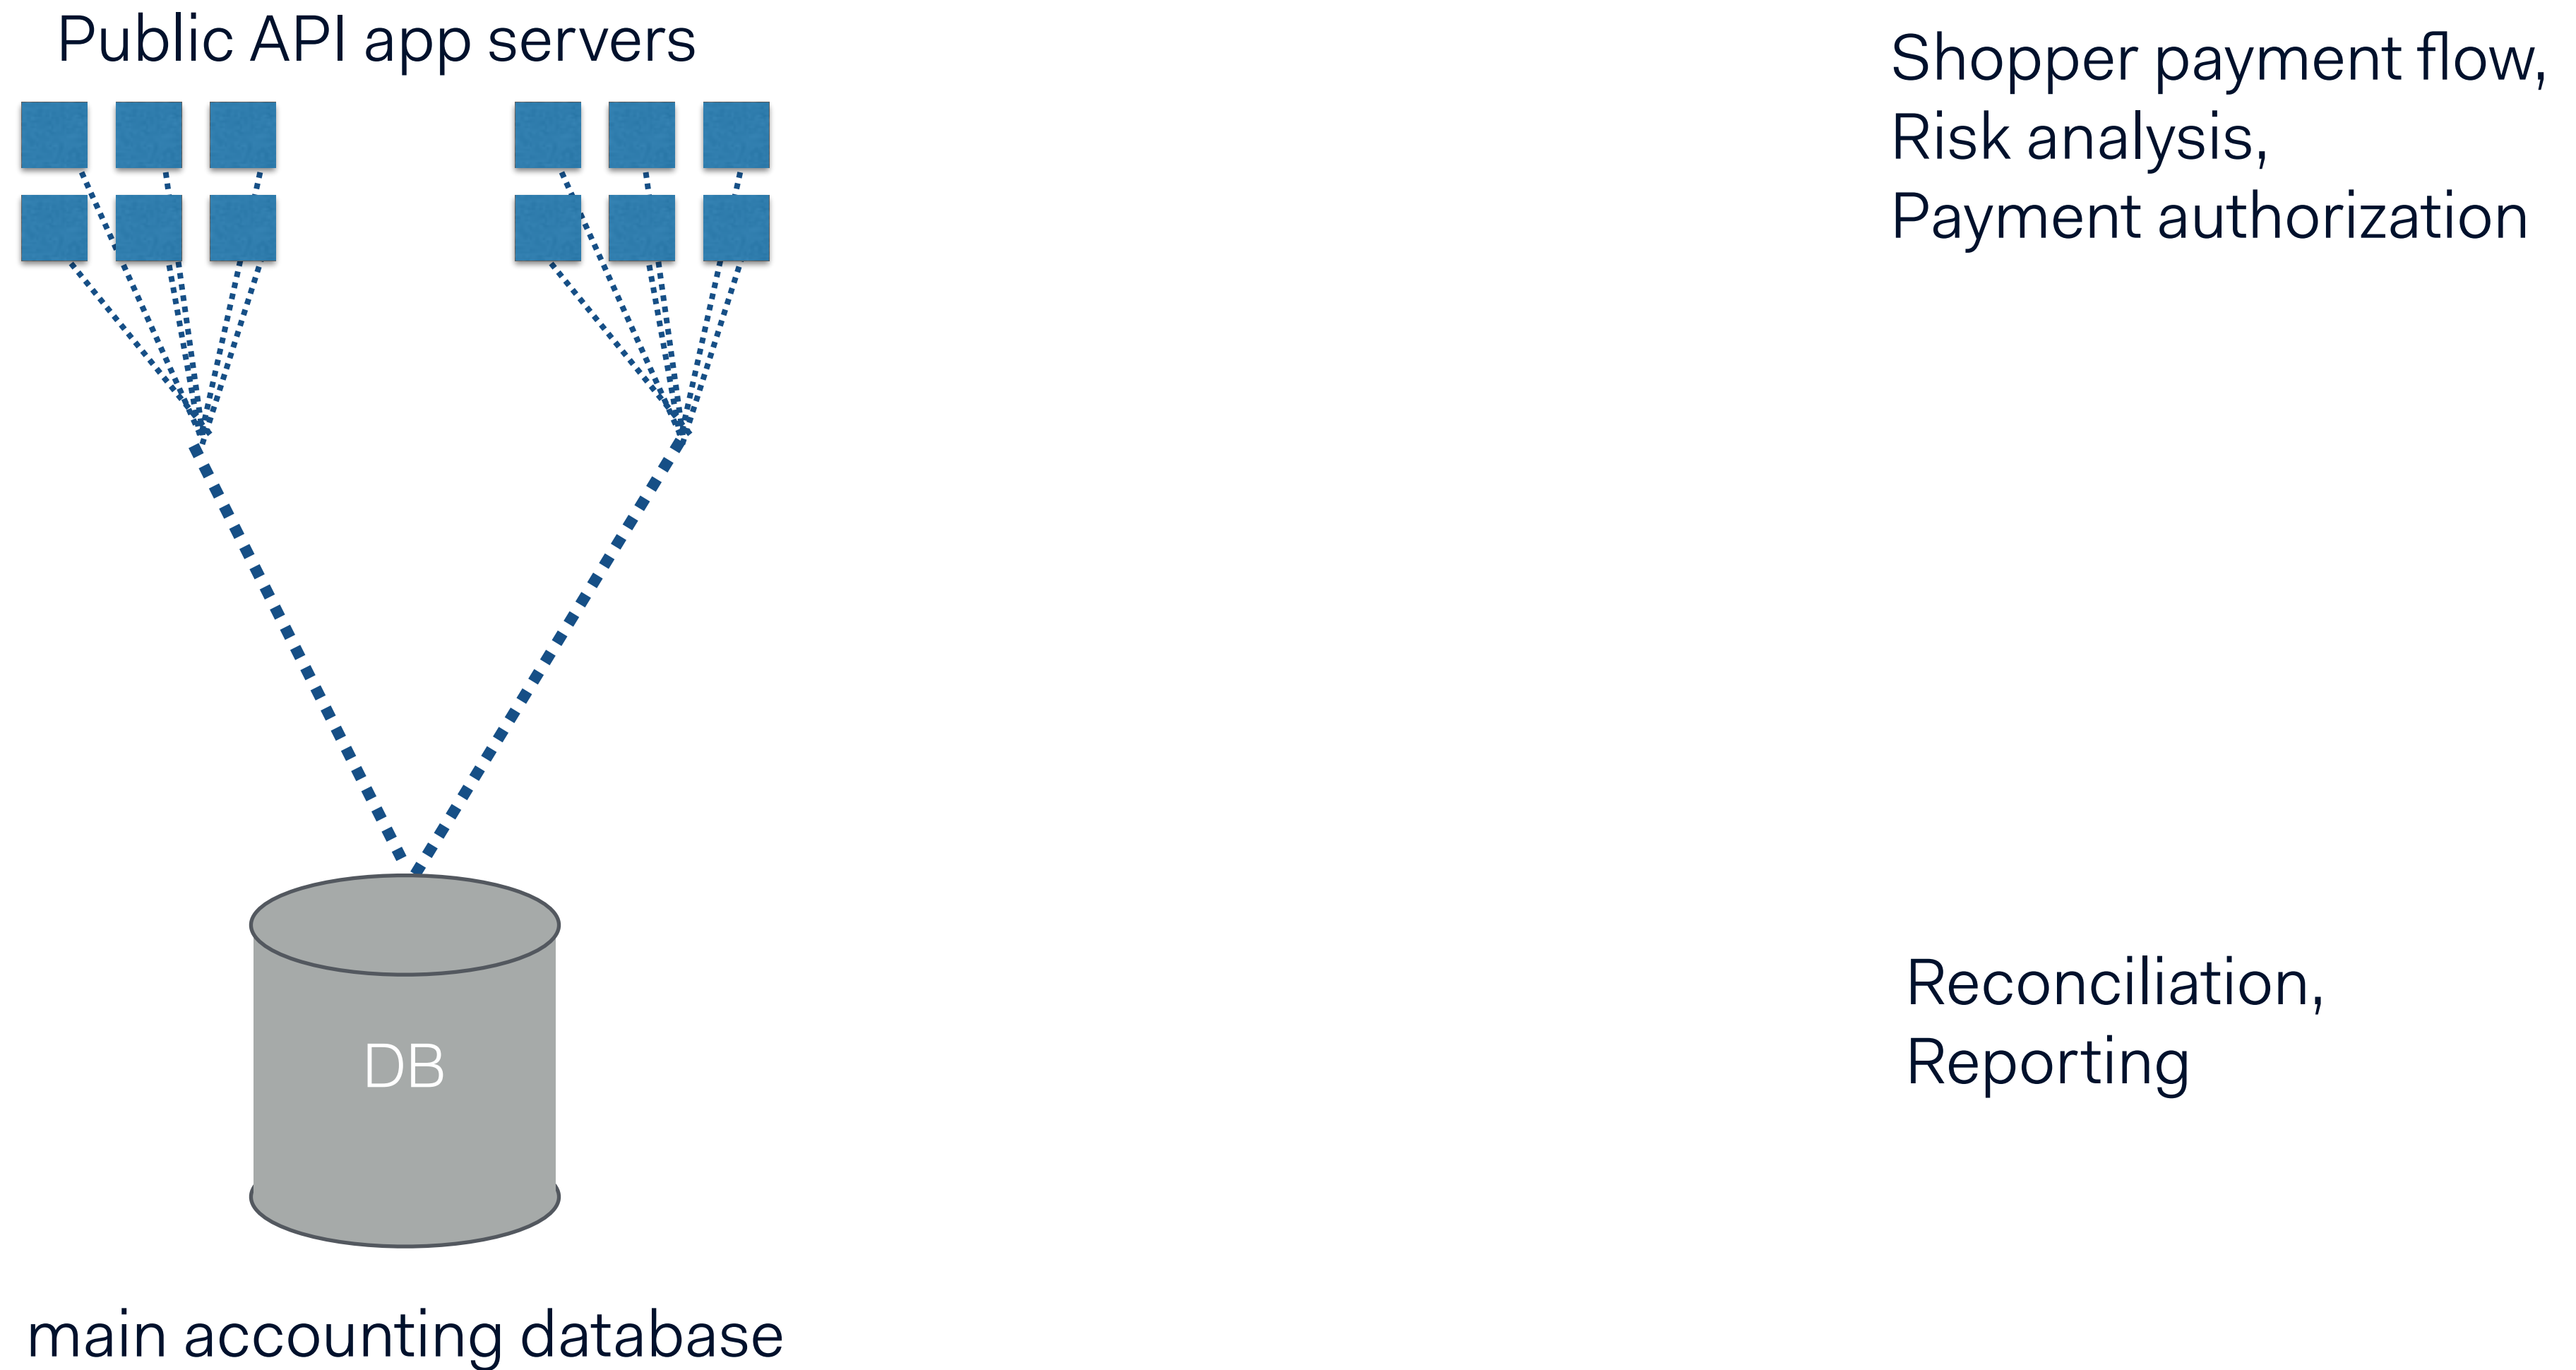 Public API app servers
Shopper payment flow,
Risk analysis,
Payment authorization
DB
Reconciliation,
Reporting
main accounting database